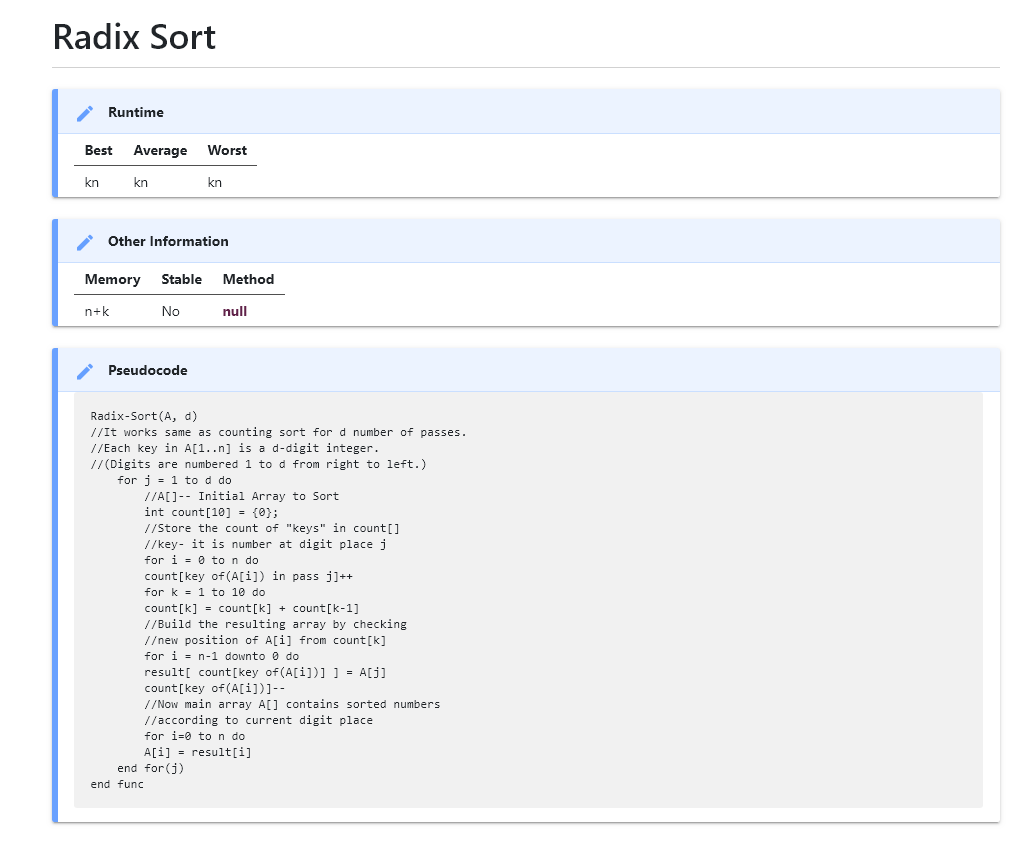 Radix Sort
Runtime
Best Average Worst
kn kn kn
Other Information
Memory Stable Method
n+k No null
Pseudocode
Radix-Sort(A, d)
//It works same as counting sort for d number of passes.
//Each key in A[1..n] is a d-digit integer.
//(Digits are numbered 1 to d from right to left.)
    for j = 1 to d do
        //A[]-- Initial Array to Sort
        int count[10] = {0};
        //Store the count of "keys" in count[]
        //key- it is number at digit place j
        for i = 0 to n do
        count[key of(A[i]) in pass j]++
        for k = 1 to 10 do
        count[k] = count[k] + count[k-1]
        //Build the resulting array by checking
        //new position of A[i] from count[k]
        for i = n-1 downto 0 do
        result[ count[key of(A[i])] ] = A[j]
        count[key of(A[i])]--
        //Now main array A[] contains sorted numbers
        //according to current digit place
        for i=0 to n do
        A[i] = result[i]
    end for(j)
end func